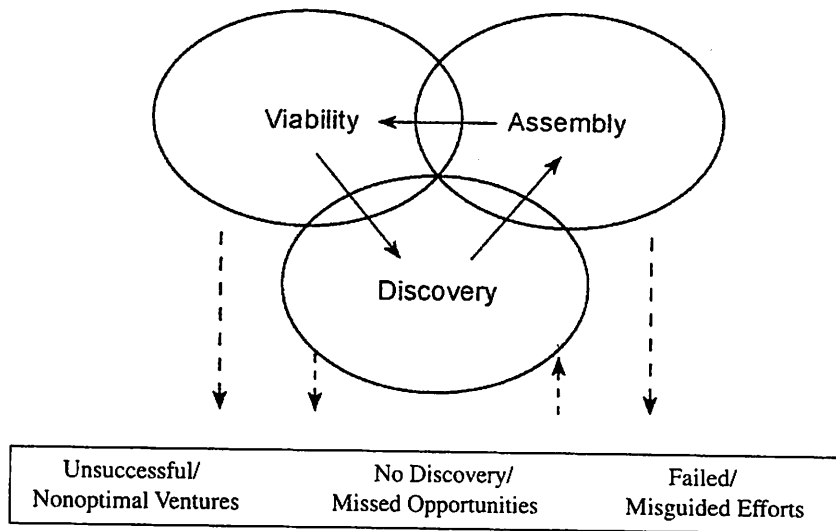 Viability
Assembly
Discovery
Unsuccessful/
Nonoptimal Ventures
No Discovery/
Missed Opportunities
Failed/
Misguided Efforts